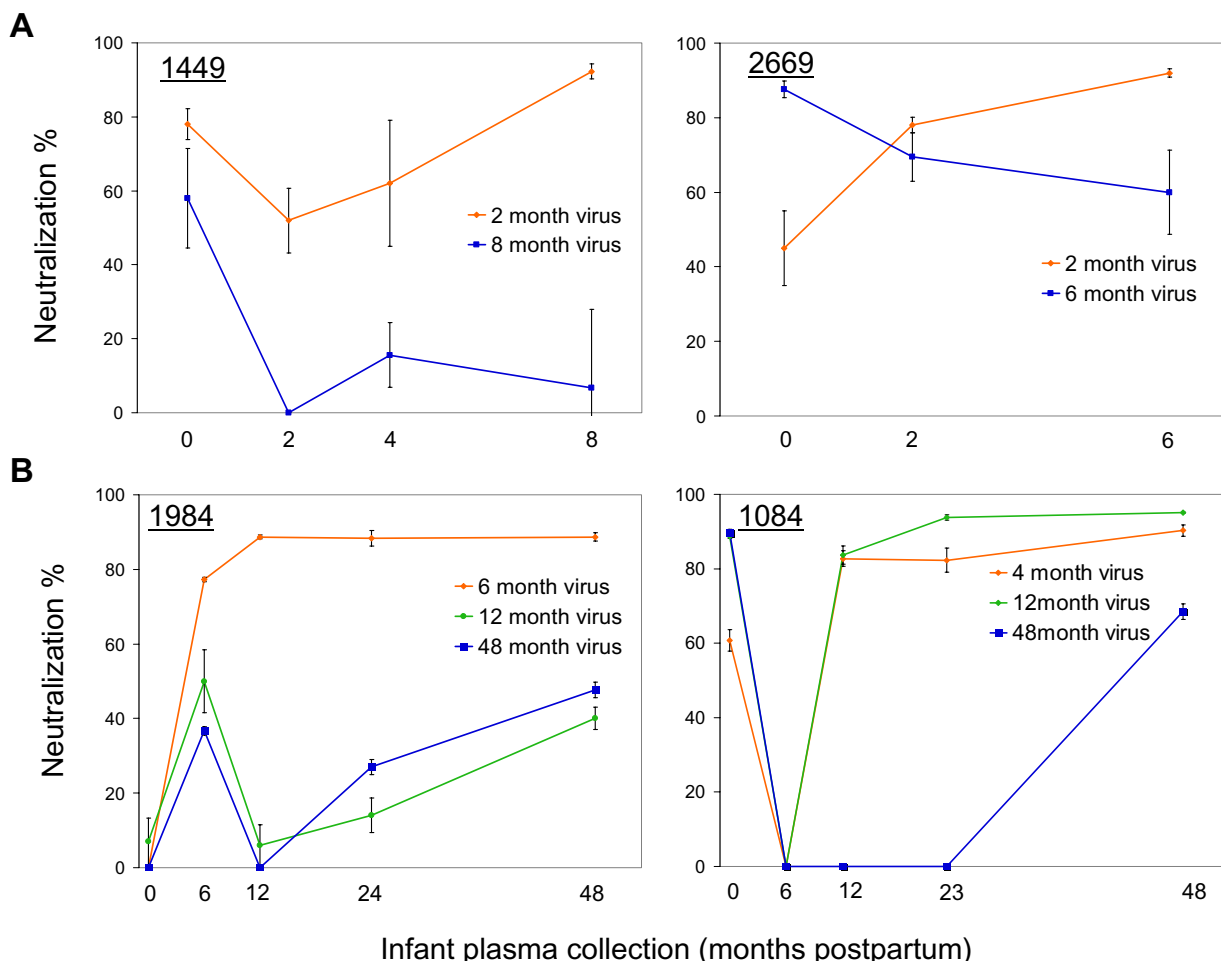 A
1449
Neutralization %
100
80
60
40
20
0
2 month virus
8 month virus
0 2 4 8
2669
100
80
60
40
20
0
2 month virus
6 month virus
0 2 6
B
1984
Neutralization %
100
80
60
40
20
0
6 month virus
12 month virus
48 month virus
0 6 12 24 48
1084
100
80
60
40
20
0
4 month virus
12month virus
48month virus
0 6 12 23 48
Infant plasma collection (months postpartum)